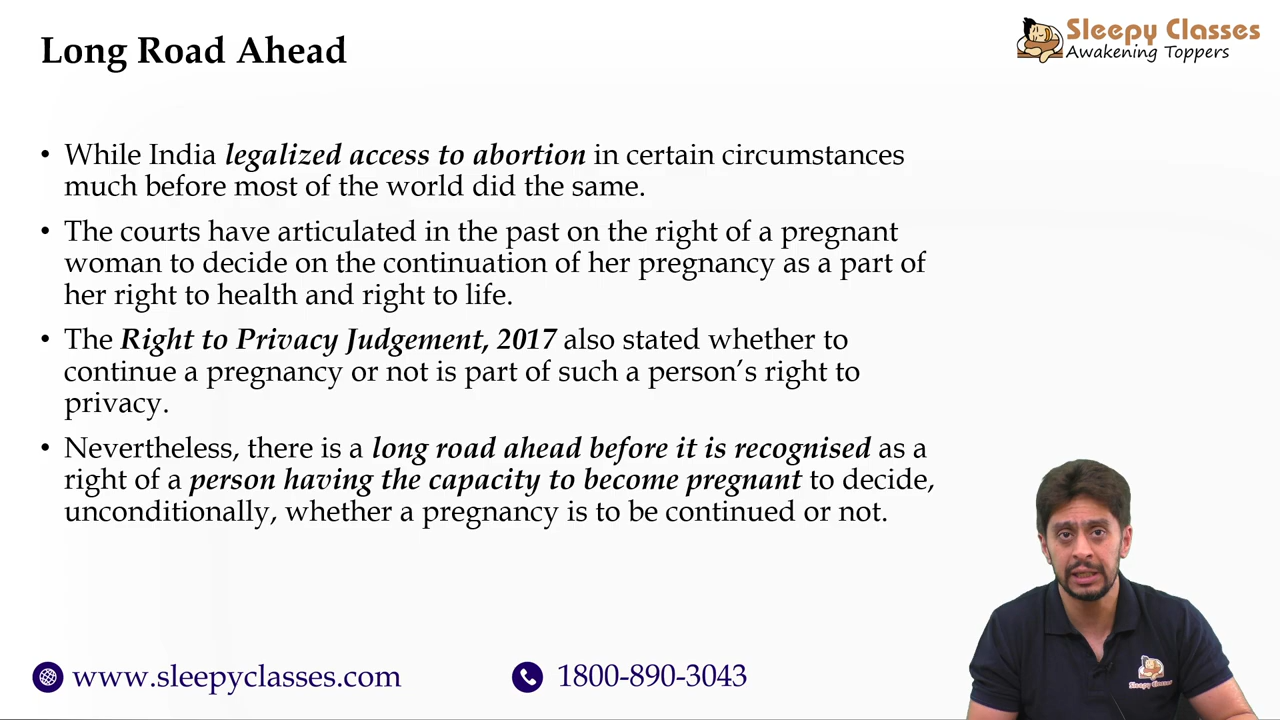 Long Road Ahead
Sleepy Classes
Awakening Toppers
• While India legalized access to abortion in certain circumstances
much before most of the world did the same.
• The courts have articulated in the past on the right of a pregnant
woman to decide on the continuation of her pregnancy as a part of
her right to health and right to life.
• The Right to Privacy Judgement, 2017 also stated whether to
continue a pregnancy or not is part of such a person’s right to
privacy.
• Nevertheless, there is a long road ahead before it is recognised as a
right of a person having the capacity to become pregnant to decide,
unconditionally, whether a pregnancy is to be continued or not.
Sleepy Classes
www.sleepyclasses.com
1800-890-3043